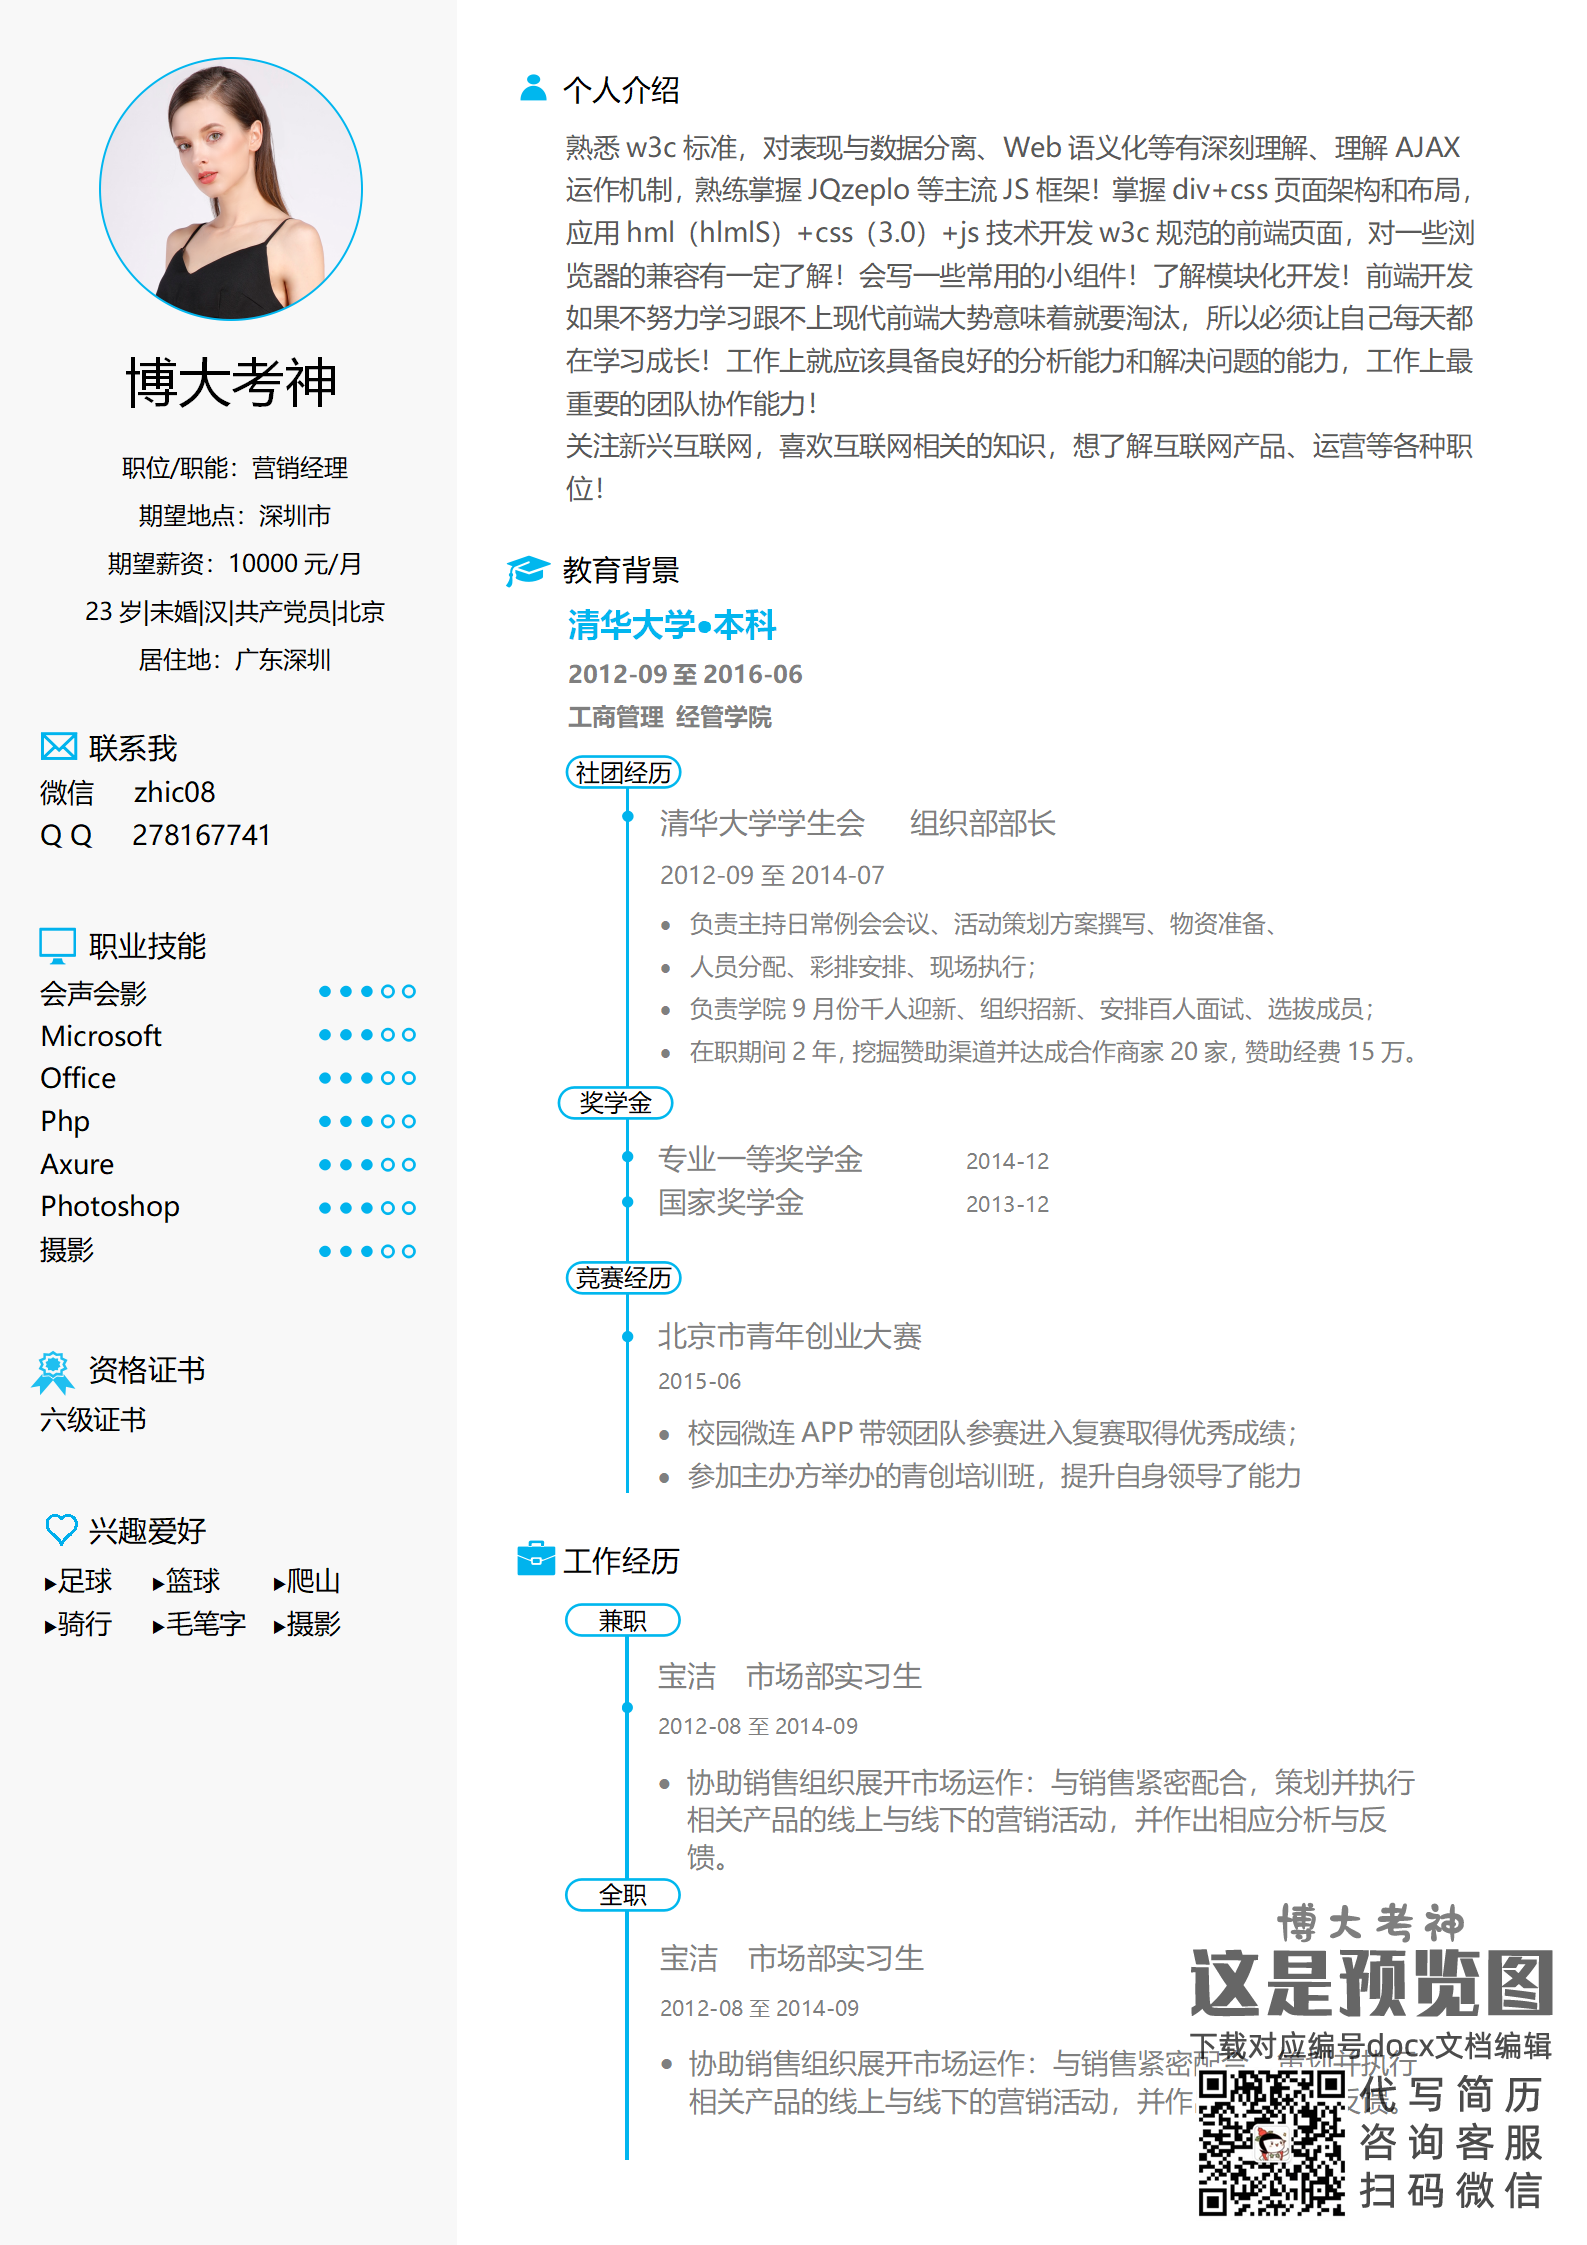 博大考神
职位/职能：营销经理
期望地点：深圳市
期望薪资：10000 元/月
23 岁|未婚|汉|共产党员|北京
居住地：广东深圳
联系我
微信 zhic08
Q Q 278167741
职业技能
会声会影
Microsoft
Office
Php
Axure
Photoshop
摄影
资格证书
六级证书
兴趣爱好
▸足球 ▸篮球 ▸爬山
▸骑行 ▸毛笔字 ▸摄影
个人介绍
熟悉 w3c 标准，对表现与数据分离、Web 语义化等有深刻理解、理解 AJAX
运作机制，熟练掌握 JQzeplo 等主流 JS 框架！掌握 div+css 页面架构和布局，
应用 hml（hlmlS）+css（3.0）+js 技术开发 w3c 规范的前端页面，对一些浏
览器的兼容有一定了解！会写一些常用的小组件！了解模块化开发！前端开发
如果不努力学习跟不上现代前端大势意味着就要淘汰，所以必须让自己每天都
在学习成长！工作上就应该具备良好的分析能力和解决问题的能力，工作上最
重要的团队协作能力！
关注新兴互联网，喜欢互联网相关的知识，想了解互联网产品、运营等各种职
位！
教育背景
清华大学•本科
2012-09 至 2016-06
工商管理 经管学院
社团经历
清华大学学生会 组织部部长
2012-09 至 2014-07
• 负责主持日常例会会议、活动策划方案撰写、物资准备、
• 人员分配、彩排安排、现场执行；
• 负责学院 9 月份千人迎新、组织招新、安排百人面试、选拔成员；
• 在职期间 2 年, 挖掘赞助渠道并达成合作商家 20 家, 赞助经费 15 万。
奖学金
专业一等奖学金 2014-12
国家奖学金 2013-12
竞赛经历
北京市青年创业大赛
2015-06
• 校园微连 APP 带领团队参赛进入复赛取得优秀成绩；
• 参加主办方举办的青创培训班，提升自身领导了能力
工作经历
兼职
宝洁 市场部实习生
2012-08 至 2014-09
• 协助销售组织展开市场运作：与销售紧密配合，策划并执行
相关产品的线上与线下的营销活动，并作出相应分析与反
馈。
全职
宝洁 市场部实习生
2012-08 至 2014-09
• 协助销售组织展开市场运作：与销售紧密配合，策划并执行
相关产品的线上与线下的营销活动，并作 反馈。
博大考神
这是预览图
下载对应编号docx文档编辑
代写简历
咨询客服
扫码微信